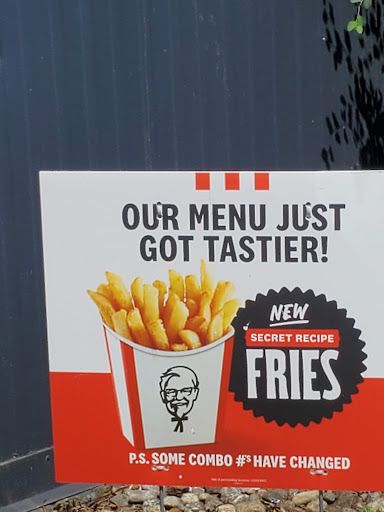 OUR MENU JUST
GOT TASTIER!
NEW
SECRET RECIPE
FRIES
P.S. SOME COMBO #'S HAVE CHANGED